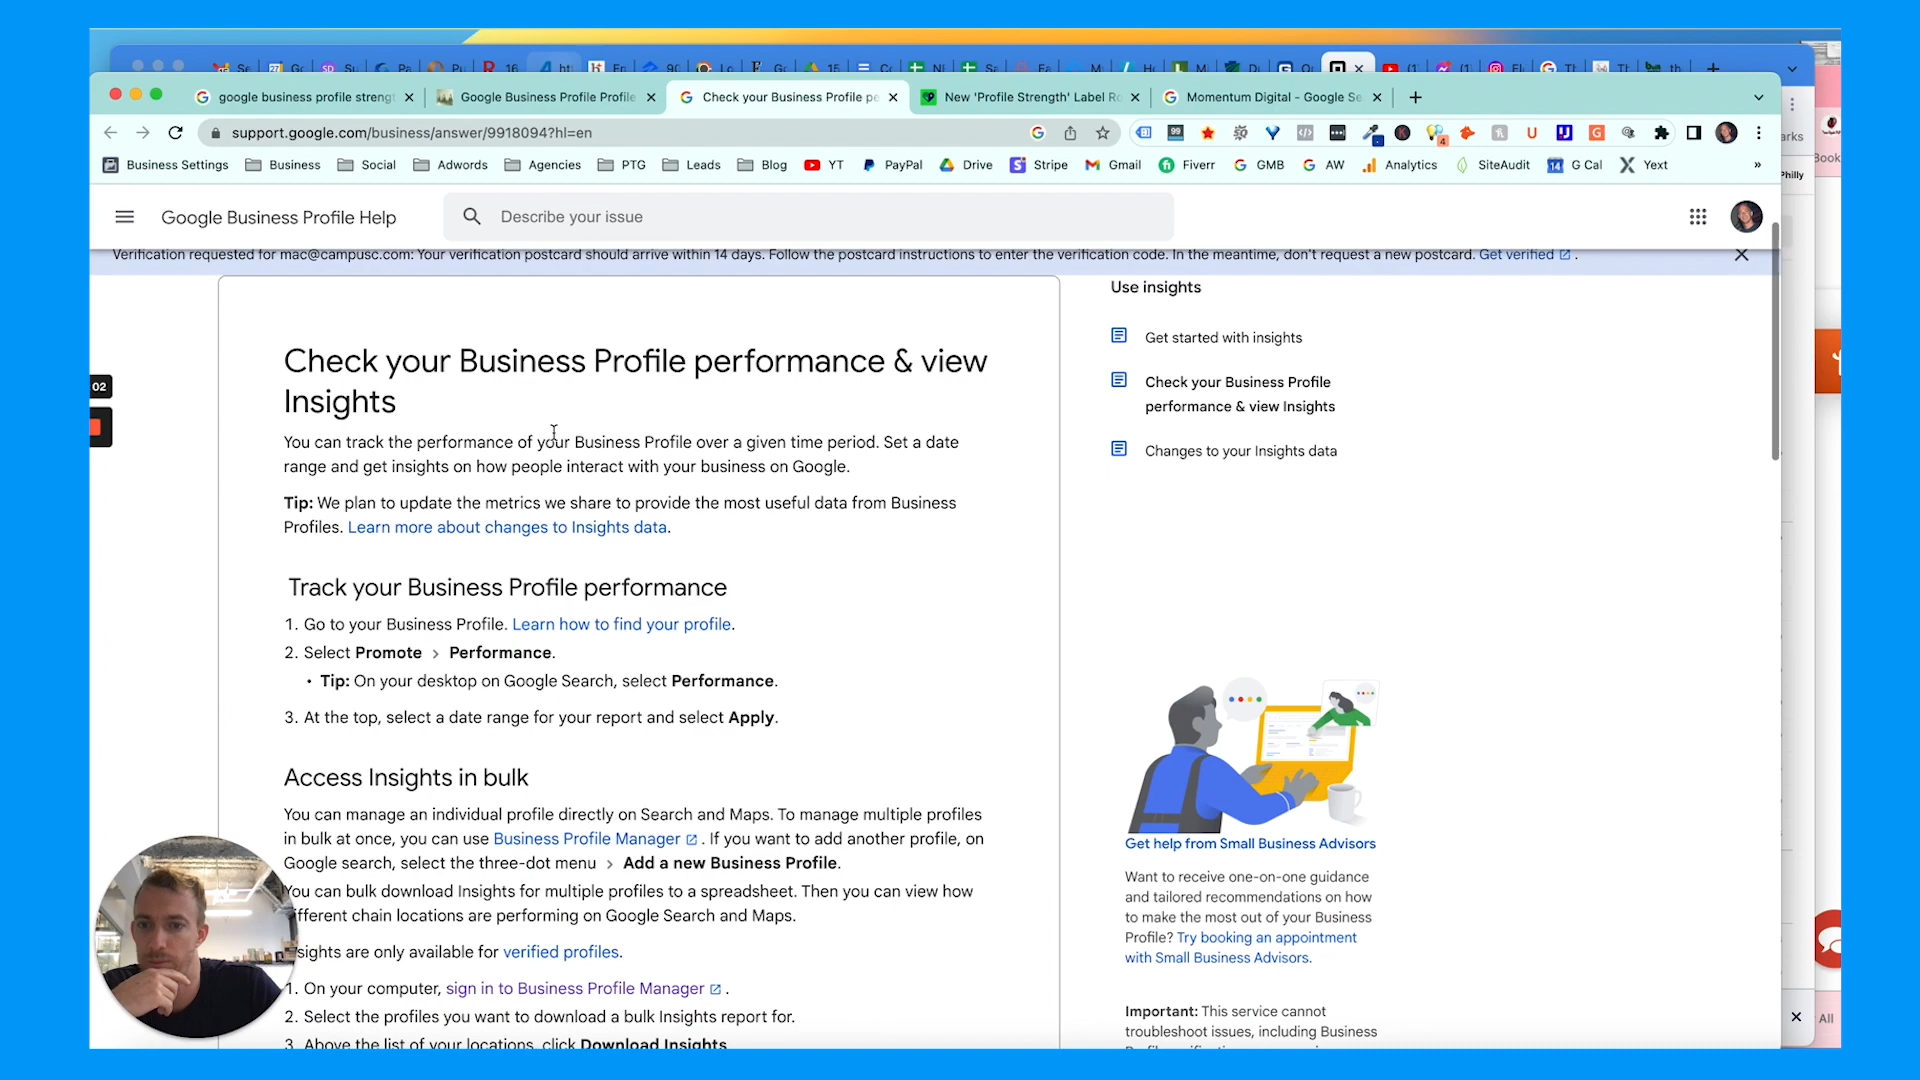 google business profile strengt
Google Business Profile Profile
Check your Business Profile pe
New 'Profile Strength' Label Ro
Momentum Digital - Google Se
support.google.com/business/answer/9918094?hl=en
Business Settings
Business
Social
Adwords
Agencies
PTG
Leads
Blog
YT
PayPal
Drive
Stripe
Gmail
Fiverr
GMB
AW
Analytics
SiteAudit
G Cal
Yext
»
Philly
Google Business Profile Help
Describe your issue
Verification requested for mac@campusc.com: Your verification postcard should arrive within 14 days. Follow the postcard instructions to enter the verification code. In the meantime, don't request a new postcard. Get verified .
02
Check your Business Profile performance & view
Insights
You can track the performance of your Business Profile over a given time period. Set a date
range and get insights on how people interact with your business on Google.
Tip: We plan to update the metrics we share to provide the most useful data from Business
Profiles. Learn more about changes to Insights data.
Track your Business Profile performance
1. Go to your Business Profile. Learn how to find your profile.
2. Select Promote > Performance.
• Tip: On your desktop on Google Search, select Performance.
3. At the top, select a date range for your report and select Apply.
Access Insights in bulk
You can manage an individual profile directly on Search and Maps. To manage multiple profiles
in bulk at once, you can use Business Profile Manager . If you want to add another profile, on
Google search, select the three-dot menu > Add a new Business Profile.
You can bulk download Insights for multiple profiles to a spreadsheet. Then you can view how
ifferent chain locations are performing on Google Search and Maps.
sights are only available for verified profiles.
1. On your computer, sign in to Business Profile Manager .
2. Select the profiles you want to download a bulk Insights report for.
3. Above the list of your locations, click Download Insights
Use insights
Get started with insights
Check your Business Profile
performance & view Insights
Changes to your Insights data
Get help from Small Business Advisors
Want to receive one-on-one guidance
and tailored recommendations on how
to make the most out of your Business
Profile? Try booking an appointment
with Small Business Advisors.
Important: This service cannot
troubleshoot issues, including Business
All